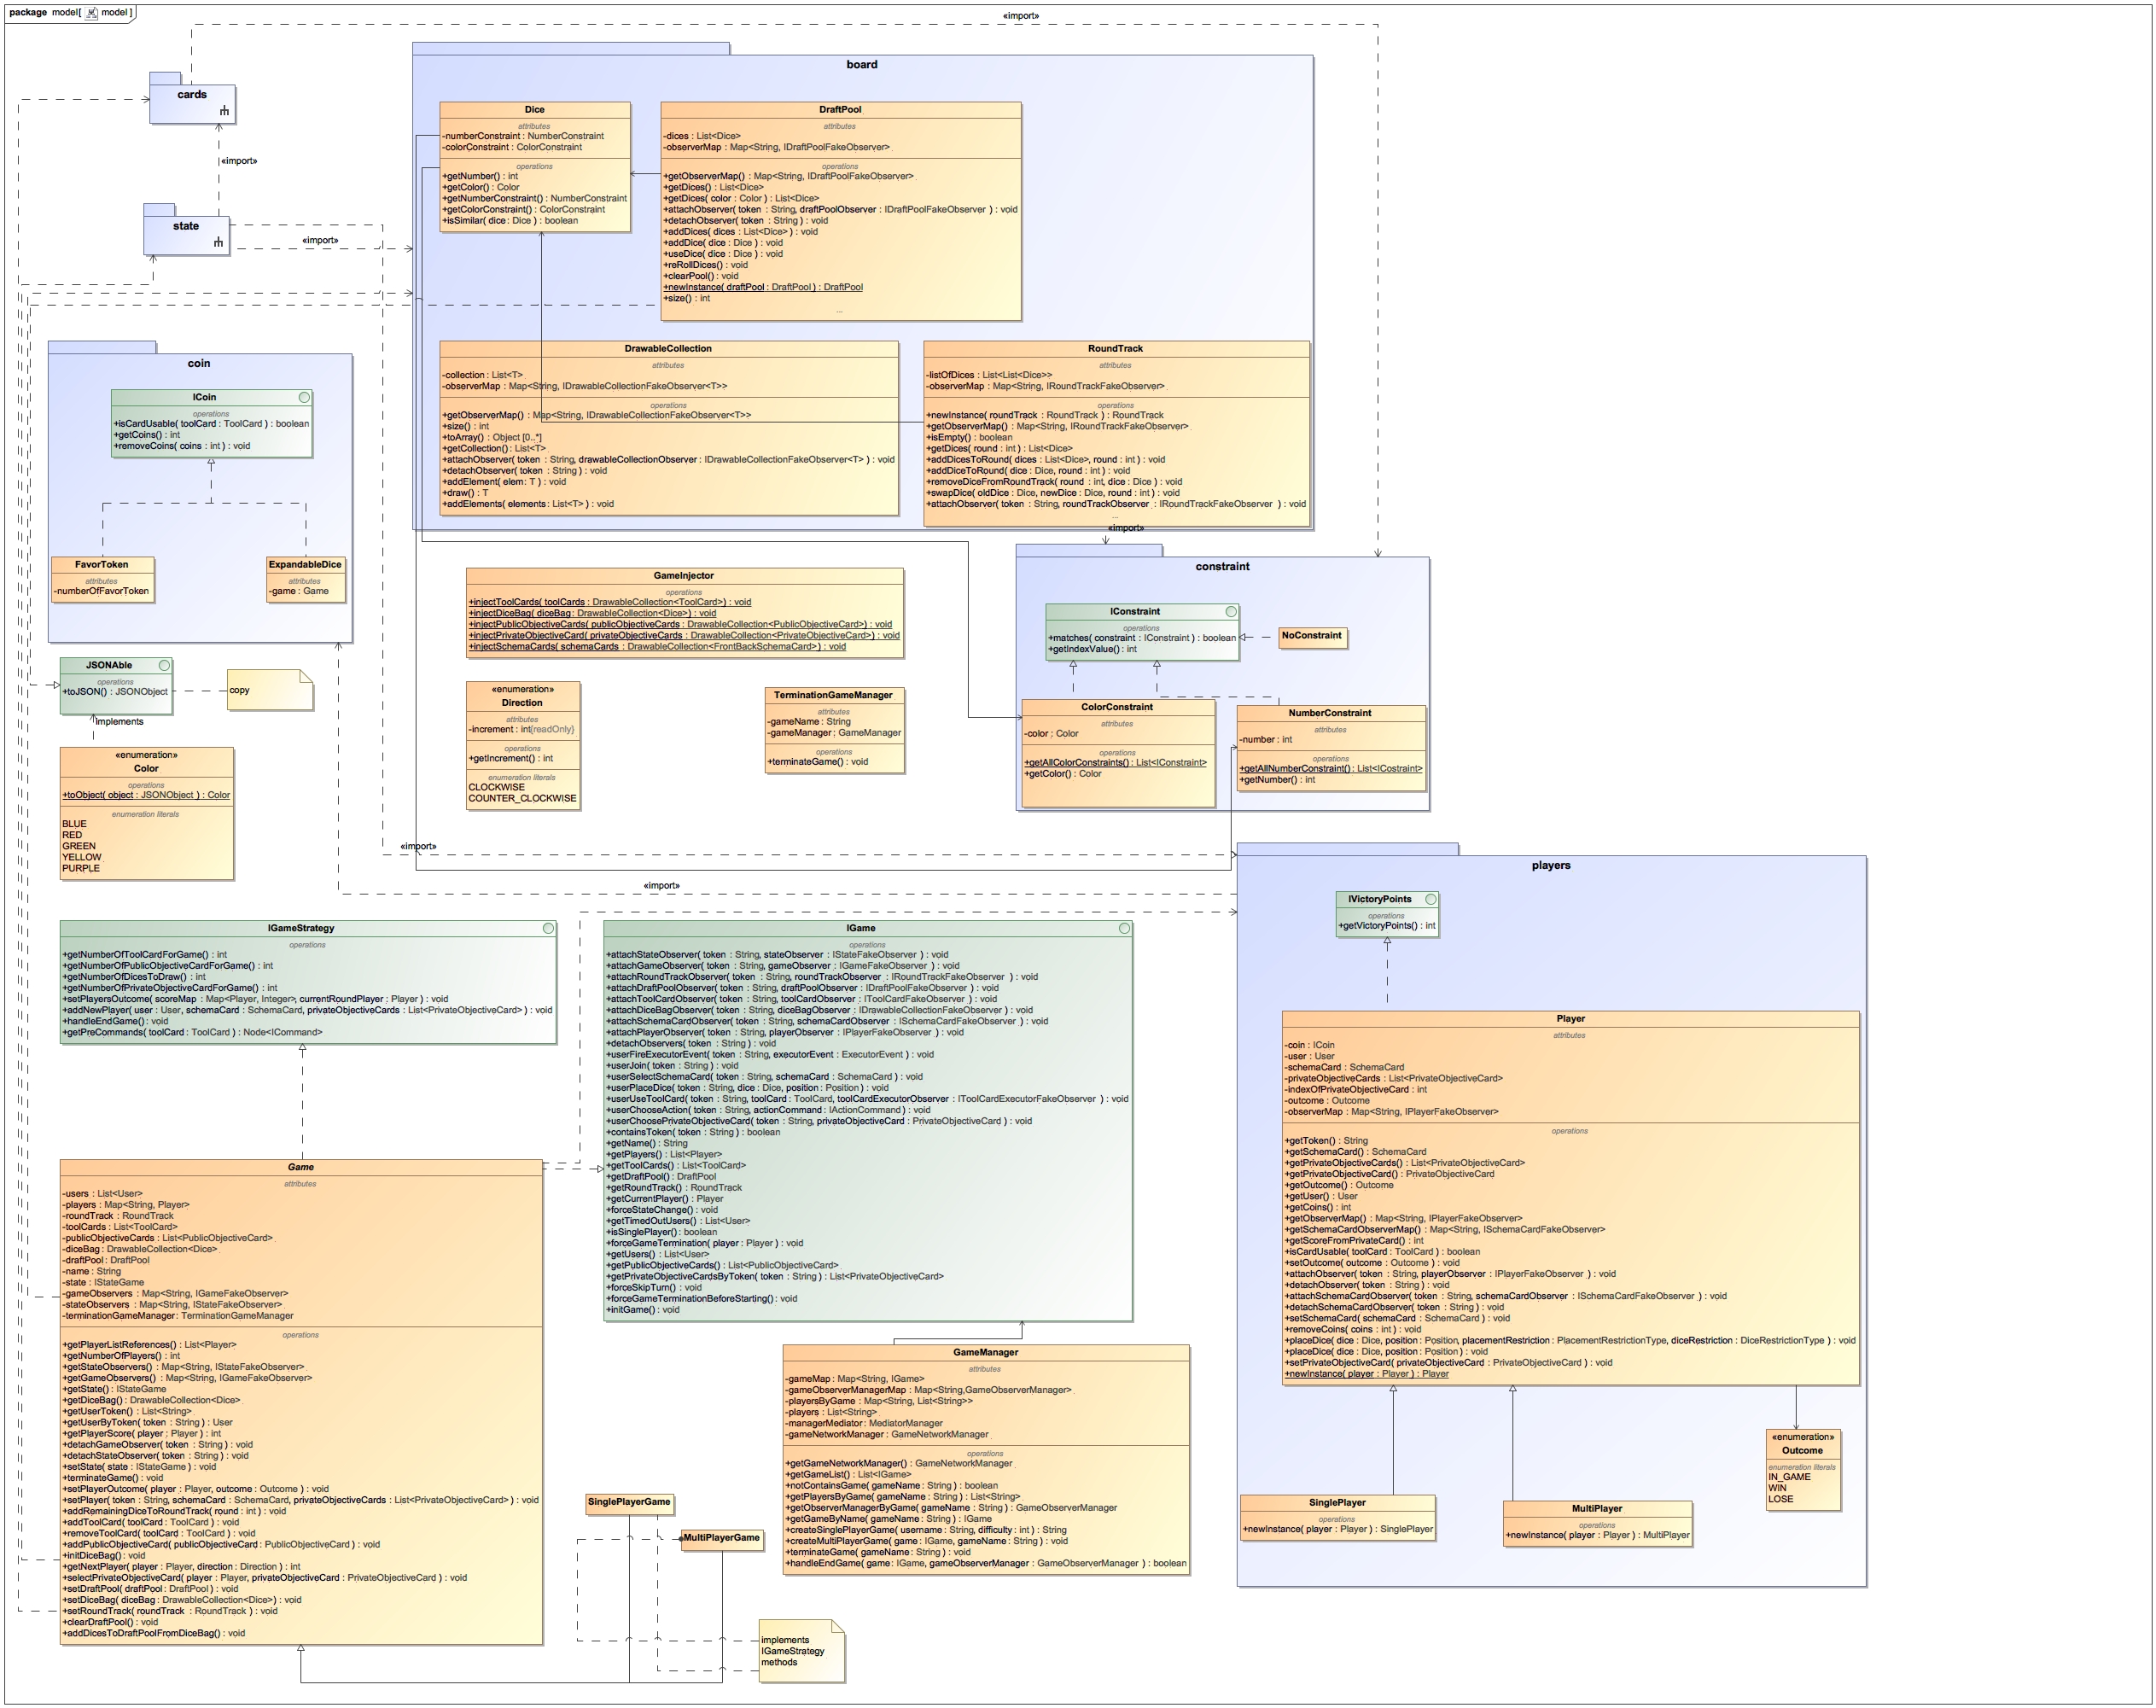 package model[ model ]
«import»
cards
«import»
state
«import»
board
Dice
attributes
-numberConstraint : NumberConstraint
-colorConstraint : ColorConstraint
operations
+getNumber() : int
+getColor() : Color
+getNumberConstraint() : NumberConstraint
+getColorConstraint() : ColorConstraint
+isSimilar( dice : Dice ) : boolean
DraftPool
attributes
-dices : List<Dice>
-observerMap : Map<String, IDraftPoolFakeObserver>
operations
+getObserverMap() : Map<String, IDraftPoolFakeObserver>
+getDices() : List<Dice>
+getDices( color : Color ) : List<Dice>
+attachObserver( token : String, draftPoolObserver : IDraftPoolFakeObserver ) : void
+detachObserver( token : String ) : void
+addDices( dices : List<Dice> ) : void
+addDice( dice : Dice ) : void
+useDice( dice : Dice ) : void
+reRollDices() : void
+clearPool() : void
+newInstance( draftPool : DraftPool ) : DraftPool
+size() : int
...
DrawableCollection
attributes
-collection : List<T>
-observerMap : Map<String, IDrawableCollectionFakeObserver<T>>
operations
+getObserverMap() : Map<String, IDrawableCollectionFakeObserver<T>>
+size() : int
+toArray() : Object [0..*]
+getCollection() : List<T>
+attachObserver( token : String, drawableCollectionObserver : IDrawableCollectionFakeObserver<T> ) : void
+detachObserver( token : String ) : void
+addElement( elem : T ) : void
+draw() : T
+addElements( elements : List<T> ) : void
RoundTrack
attributes
-listOfDices : List<List<Dice>>
-observerMap : Map<String, IRoundTrackFakeObserver>
operations
+newInstance( roundTrack : RoundTrack ) : RoundTrack
+getObserverMap() : Map<String, IRoundTrackFakeObserver>
+isEmpty() : boolean
+getDices( round : int ) : List<Dice>
+addDicesToRound( dices : List<Dice>, round : int ) : void
+addDiceToRound( dice : Dice, round : int ) : void
+removeDiceFromRoundTrack( round : int, dice : Dice ) : void
+swapDice( oldDice : Dice, newDice : Dice, round : int ) : void
+attachObserver( token : String, roundTrackObserver : IRoundTrackFakeObserver ) : void
...
«import»
coin
ICoin
operations
+isCardUsable( toolCard : ToolCard ) : boolean
+getCoins() : int
+removeCoins( coins : int ) : void
FavorToken
attributes
-numberOfFavorToken
ExpandableDice
attributes
-game : Game
GameInjector
operations
+injectToolCards( toolCards : DrawableCollection<ToolCard> ) : void
+injectDiceBag( diceBag : DrawableCollection<Dice> ) : void
+injectPublicObjectiveCards( publicObjectiveCards : DrawableCollection<PublicObjectiveCard> ) : void
+injectPrivateObjectiveCard( privateObjectiveCards : DrawableCollection<PrivateObjectiveCard> ) : void
+injectSchemaCards( schemaCards : DrawableCollection<FrontBackSchemaCard> ) : void
constraint
IConstraint
operations
+matches( constraint : IConstraint ) : boolean
+getIndexValue() : int
NoConstraint
ColorConstraint
attributes
-color : Color
operations
+getAllColorConstraints() : List<IConstraint>
+getColor() : Color
NumberConstraint
attributes
-number : int
operations
+getAllNumberConstraint() : List<ICostraint>
+getNumber() : int
JSONAble
operations
+toJSON() : JSONObject
copy
implements
«enumeration»
Color
operations
+toObject( object : JSONObject ) : Color
enumeration literals
BLUE
RED
GREEN
YELLOW
PURPLE
«enumeration»
Direction
attributes
-increment : int{readOnly}
operations
+getIncrement() : int
enumeration literals
CLOCKWISE
COUNTER_CLOCKWISE
TerminationGameManager
attributes
-gameName : String
-gameManager : GameManager
operations
+terminateGame() : void
«import»
«import»
players
IVictoryPoints
operations
+getVictoryPoints() : int
Player
attributes
-coin : ICoin
-user : User
-schemaCard : SchemaCard
-privateObjectiveCards : List<PrivateObjectiveCard>
-indexOfPrivateObjectiveCard : int
-outcome : Outcome
-observerMap : Map<String, IPlayerFakeObserver>
operations
+getToken() : String
+getSchemaCard() : SchemaCard
+getPrivateObjectiveCards() : List<PrivateObjectiveCard>
+getPrivateObjectiveCard() : PrivateObjectiveCard
+getOutcome() : Outcome
+getUser() : User
+getCoins() : int
+getObserverMap() : Map<String, IPlayerFakeObserver>
+getSchemaCardObserverMap() : Map<String, ISchemaCardFakeObserver>
+getScoreFromPrivateCard() : int
+isCardUsable( toolCard : ToolCard ) : boolean
+setOutcome( outcome : Outcome ) : void
+attachObserver( token : String, playerObserver : IPlayerFakeObserver ) : void
+detachObserver( token : String ) : void
+attachSchemaCardObserver( token : String, schemaCardObserver : ISchemaCardFakeObserver ) : void
+detachSchemaCardObserver( token : String ) : void
+setSchemaCard( schemaCard : SchemaCard ) : void
+removeCoins( coins : int ) : void
+placeDice( dice : Dice, position : Position, placementRestriction : PlacementRestrictionType, diceRestriction : DiceRestrictionType ) : void
+placeDice( dice : Dice, position : Position ) : void
+setPrivateObjectiveCard( privateObjectiveCard : PrivateObjectiveCard ) : void
+newInstance( player : Player ) : Player
«enumeration»
Outcome
enumeration literals
IN_GAME
WIN
LOSE
SinglePlayer
operations
+newInstance( player : Player ) : SinglePlayer
MultiPlayer
operations
+newInstance( player : Player ) : MultiPlayer
IGameStrategy
operations
+getNumberOfToolCardForGame() : int
+getNumberOfPublicObjectiveCardForGame() : int
+getNumberOfDicesToDraw() : int
+getNumberOfPrivateObjectiveCardForGame() : int
+setPlayersOutcome( scoreMap : Map<Player, Integer>, currentRoundPlayer : Player ) : void
+addNewPlayer( user : User, schemaCard : SchemaCard, privateObjectiveCards : List<PrivateObjectiveCard> ) : void
+handleEndGame() : void
+getPreCommands( toolCard : ToolCard ) : Node<ICommand>
IGame
operations
+attachStateObserver( token : String, stateObserver : IStateFakeObserver ) : void
+attachGameObserver( token : String, gameObserver : IGameFakeObserver ) : void
+attachRoundTrackObserver( token : String, roundTrackObserver : IRoundTrackFakeObserver ) : void
+attachDraftPoolObserver( token : String, draftPoolObserver : IDraftPoolFakeObserver ) : void
+attachToolCardObserver( token : String, toolCardObserver : IToolCardFakeObserver ) : void
+attachDiceBagObserver( token : String, diceBagObserver : IDrawableCollectionFakeObserver ) : void
+attachSchemaCardObserver( token : String, schemaCardObserver : ISchemaCardFakeObserver ) : void
+attachPlayerObserver( token : String, playerObserver : IPlayerFakeObserver ) : void
+detachObservers( token : String ) : void
+userFireExecutorEvent( token : String, executorEvent : ExecutorEvent ) : void
+userJoin( token : String ) : void
+userSelectSchemaCard( token : String, schemaCard : SchemaCard ) : void
+userPlaceDice( token : String, dice : Dice, position : Position ) : void
+userUseToolCard( token : String, toolCard : ToolCard, toolCardExecutorObserver : IToolCardExecutorFakeObserver ) : void
+userChooseAction( token : String, actionCommand : IActionCommand ) : void
+userChoosePrivateObjectiveCard( token : String, privateObjectiveCard : PrivateObjectiveCard ) : void
+containsToken( token : String ) : boolean
+getName() : String
+getPlayers() : List<Player>
+getToolCards() : List<ToolCard>
+getDraftPool() : DraftPool
+getRoundTrack() : RoundTrack
+getCurrentPlayer() : Player
+forceStateChange() : void
+getTimedOutUsers() : List<User>
+isSinglePlayer() : boolean
+forceGameTermination( player : Player ) : void
+getUsers() : List<User>
+getPublicObjectiveCards() : List<PublicObjectiveCard>
+getPrivateObjectiveCardsByToken( token : String ) : List<PrivateObjectiveCard>
+forceSkipTurn() : void
+forceGameTerminationBeforeStarting() : void
+initGame() : void
Game
attributes
-users : List<User>
-players : Map<String, Player>
-roundTrack : RoundTrack
-toolCards : List<ToolCard>
-publicObjectiveCards : List<PublicObjectiveCard>
-diceBag : DrawableCollection<Dice>
-draftPool : DraftPool
-name : String
-state : IStateGame
-gameObservers : Map<String, IGameFakeObserver>
-stateObservers : Map<String, IStateFakeObserver>
-terminationGameManager : TerminationGameManager
operations
+getPlayerListReferences() : List<Player>
+getNumberOfPlayers() : int
+getStateObservers() : Map<String, IStateFakeObserver>
+getGameObservers() : Map<String, IGameFakeObserver>
+getState() : IStateGame
+getDiceBag() : DrawableCollection<Dice>
+getUserToken() : List<String>
+getUserByToken( token : String ) : User
+getPlayerScore( player : Player ) : int
+detachGameObserver( token : String ) : void
+detachStateObserver( token : String ) : void
+setState( state : IStateGame ) : void
+terminateGame() : void
+setPlayerOutcome( player : Player, outcome : Outcome ) : void
+setPlayer( token : String, schemaCard : SchemaCard, privateObjectiveCards : List<PrivateObjectiveCard> ) : void
+addRemainingDiceToRoundTrack( round : int ) : void
+addToolCard( toolCard : ToolCard ) : void
+removeToolCard( toolCard : ToolCard ) : void
+addPublicObjectiveCard( publicObjectiveCard : PublicObjectiveCard ) : void
+initDiceBag() : void
+getNextPlayer( player : Player, direction : Direction ) : int
+selectPrivateObjectiveCard( player : Player, privateObjectiveCard : PrivateObjectiveCard ) : void
+setDraftPool( draftPool : DraftPool ) : void
+setDiceBag( diceBag : DrawableCollection<Dice> ) : void
+setRoundTrack( roundTrack : RoundTrack ) : void
+clearDraftPool() : void
+addDicesToDraftPoolFromDiceBag() : void
GameManager
attributes
-gameMap : Map<String, IGame>
-gameObserverManagerMap : Map<String,GameObserverManager>
-playersByGame : Map<String, List<String>>
-players : List<String>
-managerMediator : MediatorManager
-gameNetworkManager : GameNetworkManager
operations
+getGameNetworkManager() : GameNetworkManager
+getGameList() : List<IGame>
+notContainsGame( gameName : String ) : boolean
+getPlayersByGame( gameName : String ) : List<String>
+getObserverManagerByGame( gameName : String ) : GameObserverManager
+getGameByName( gameName : String ) : IGame
+createSinglePlayerGame( username : String, difficulty : int ) : String
+createMultiPlayerGame( game : IGame, gameName : String ) : void
+terminateGame( gameName : String ) : void
+handleEndGame( game : IGame, gameObserverManager : GameObserverManager ) : boolean
SinglePlayerGame
MultiPlayerGame
implements
IGameStrategy
methods